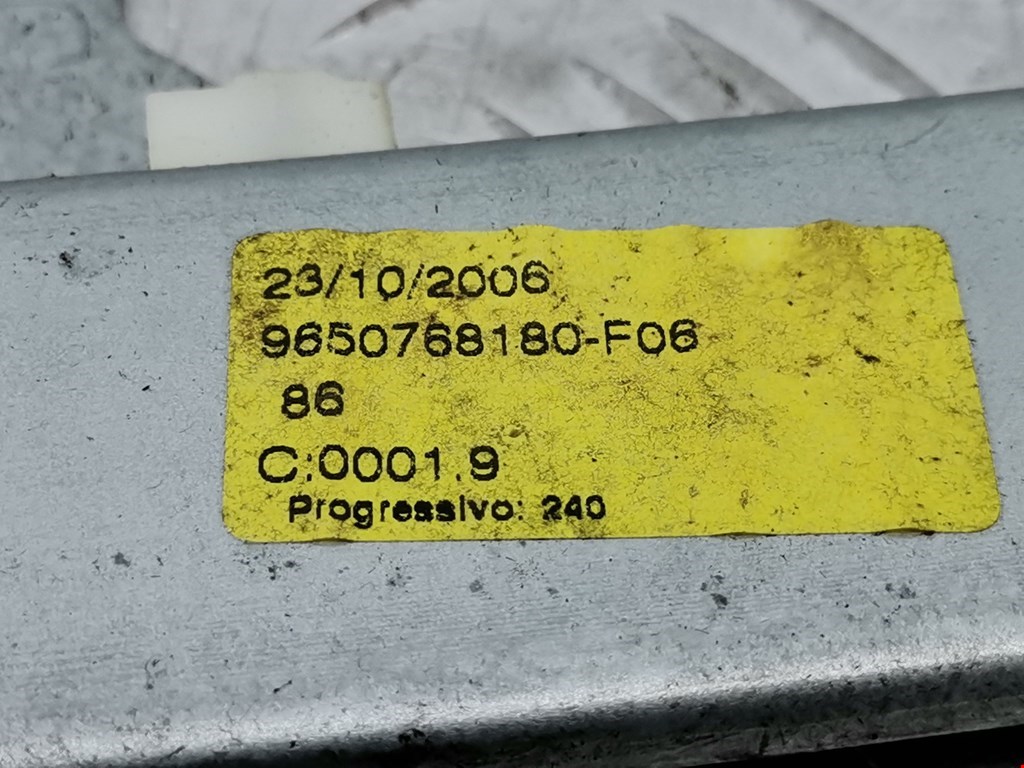 23/10/2006
9650768180-F06
86
C:0001.9
Progressivo: 240